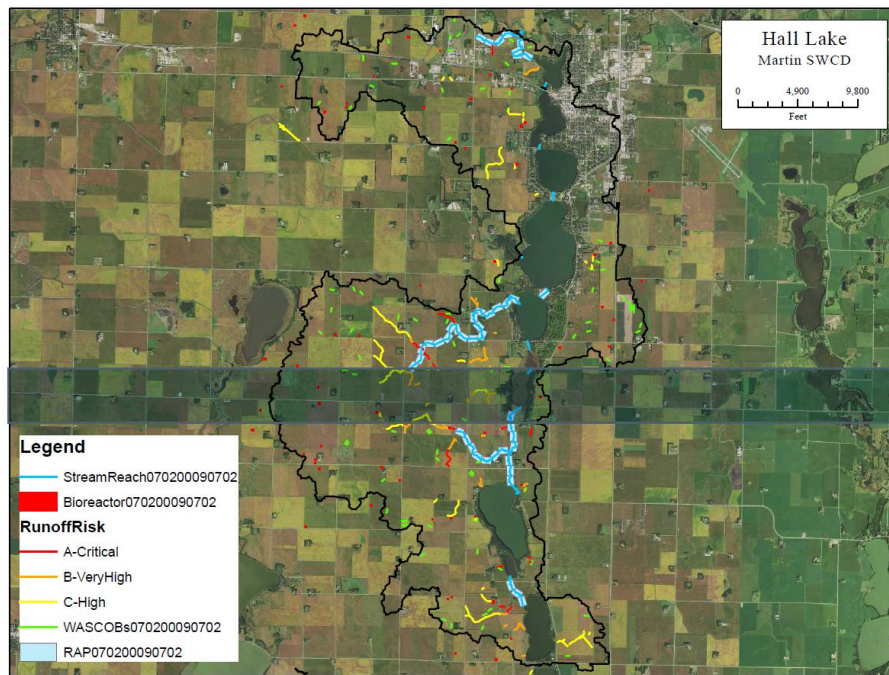 Hall Lake
Martin SWCD
0 4,900 9,800
Feet
Legend
StreamReach070200090702
Bioreactor070200090702
RunoffRisk
A-Critical
B-VeryHigh
C-High
WASCOBs070200090702
RAP070200090702